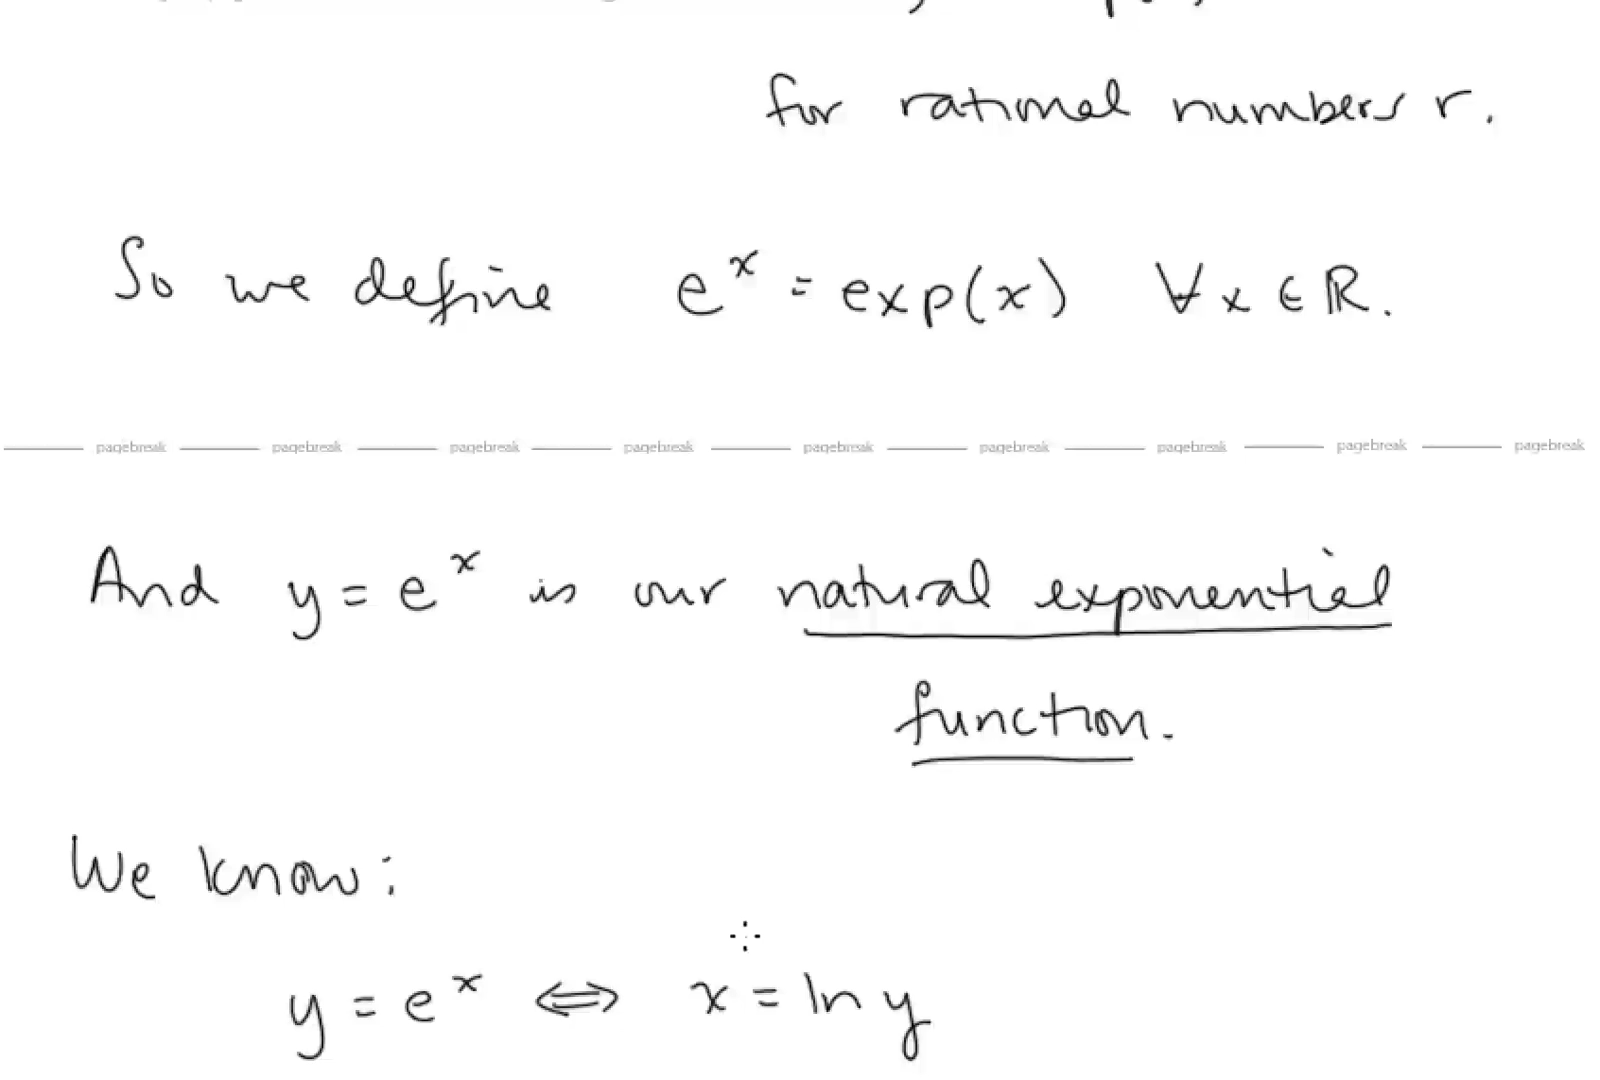 for rational numbers r.
So we define e^x = exp(x) ∀x ∈ ℝ.
pagebreak pagebreak pagebreak pagebreak pagebreak pagebreak pagebreak pagebreak pagebreak
And y = e^x is our natural exponential
function.
We know:
y = e^x ⇔ x = ln y